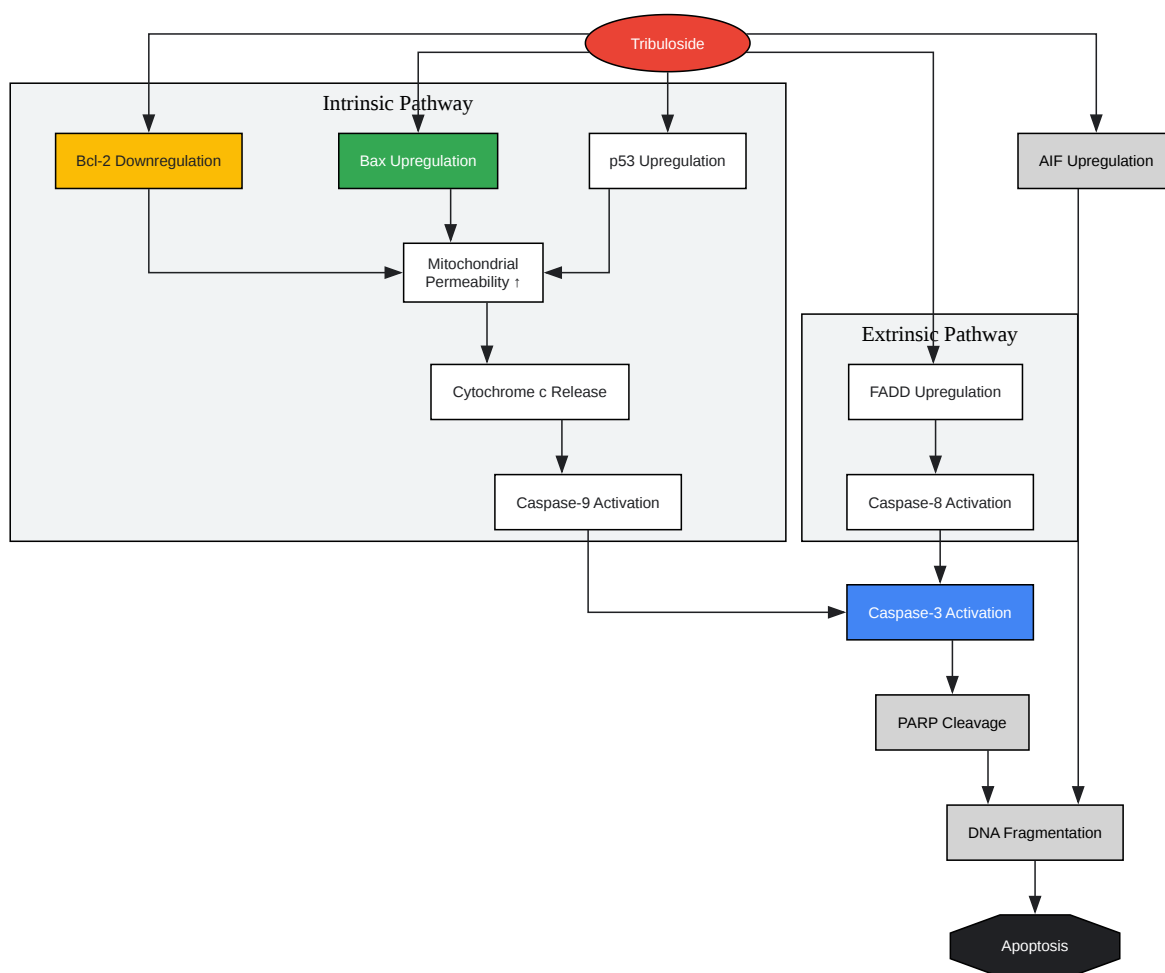 Tribuloside
Intrinsic Pathway
Bcl-2 Downregulation
Bax Upregulation
p53 Upregulation
AIF Upregulation
Mitochondrial
Permeability ↑
Extrinsic Pathway
Cytochrome c Release
FADD Upregulation
Caspase-9 Activation
Caspase-8 Activation
Caspase-3 Activation
PARP Cleavage
DNA Fragmentation
Apoptosis